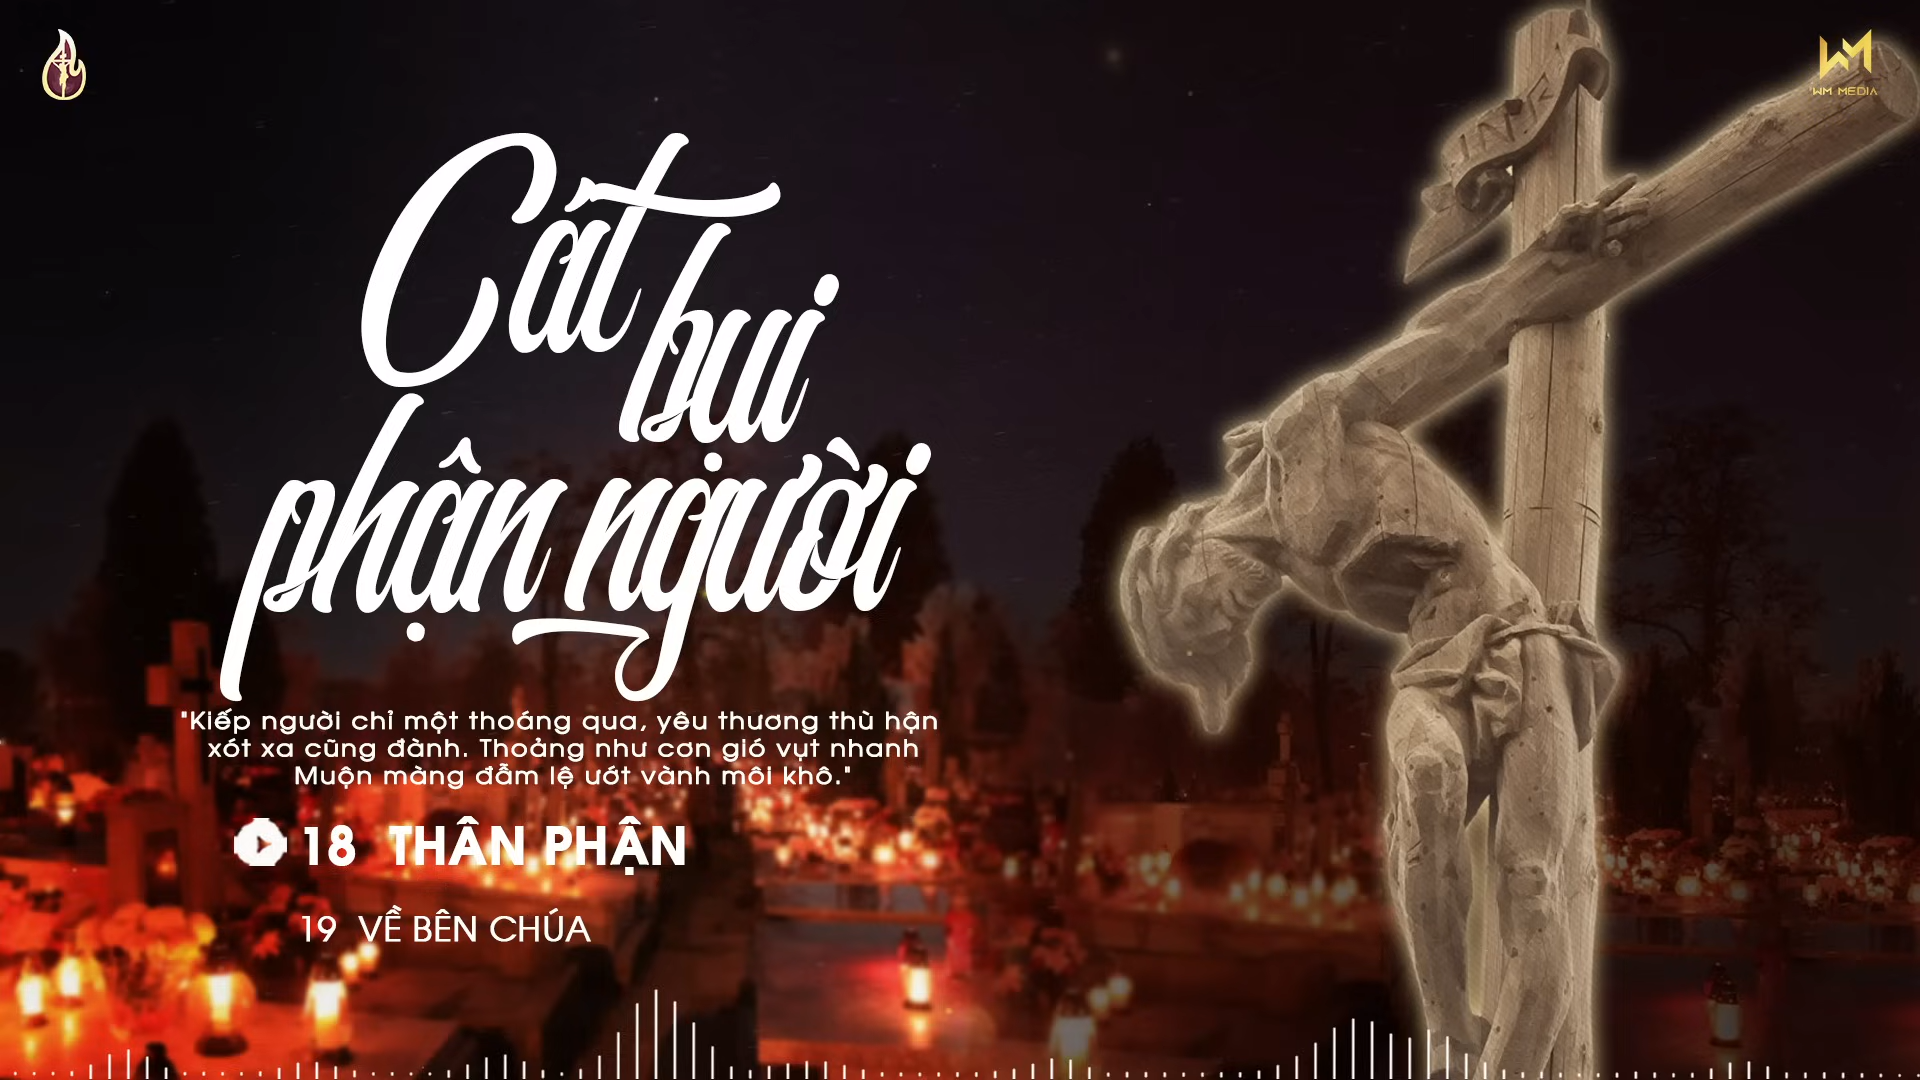 WM MEDIA
INRI
Cát
bụi
phận người
"Kiếp người chỉ một thoáng qua, yêu thương thù hận
xót xa cũng đành. Thoảng như cơn gió vụt nhanh
Muộn màng đẫm lệ ướt vành môi khô."
18 THÂN PHẬN
19 VỀ BÊN CHÚA